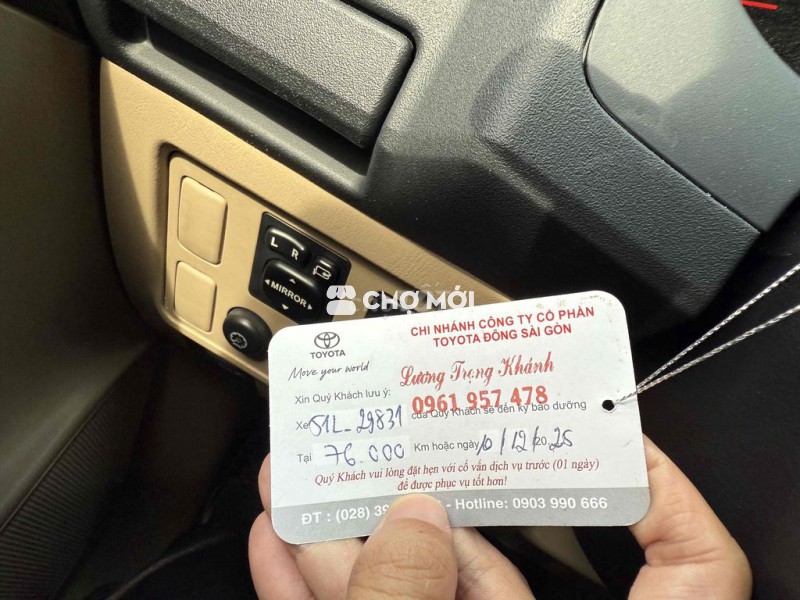 L R
MIRROR
CHỢ MỚI
CHI NHÁNH CÔNG TY CỔ PHẦN
TOYOTA ĐÔNG SÀI GÒN
TOYOTA
Move your world
Lương Trọng Khánh
0961 957 478
Xin Quý Khách lưu ý:
Xe 51L-29831 của Quý Khách sẽ đến kỳ bảo dưỡng
Tại 76.000 Km hoặc ngày 10/12/2025
Quý Khách vui lòng đặt hẹn với cố vấn dịch vụ trước (01 ngày)
để được phục vụ tốt hơn!
ĐT : (028) 39 - Hotline: 0903 990 666